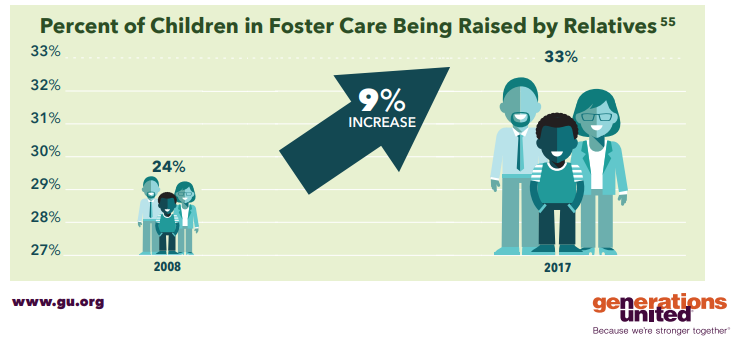 Percent of Children in Foster Care Being Raised by Relatives 55
33%
33%
32%
9%
INCREASE
31%
30%
24%
29%
28%
27%
2008
2017
www.gu.org
generations
united
Because we're stronger together®